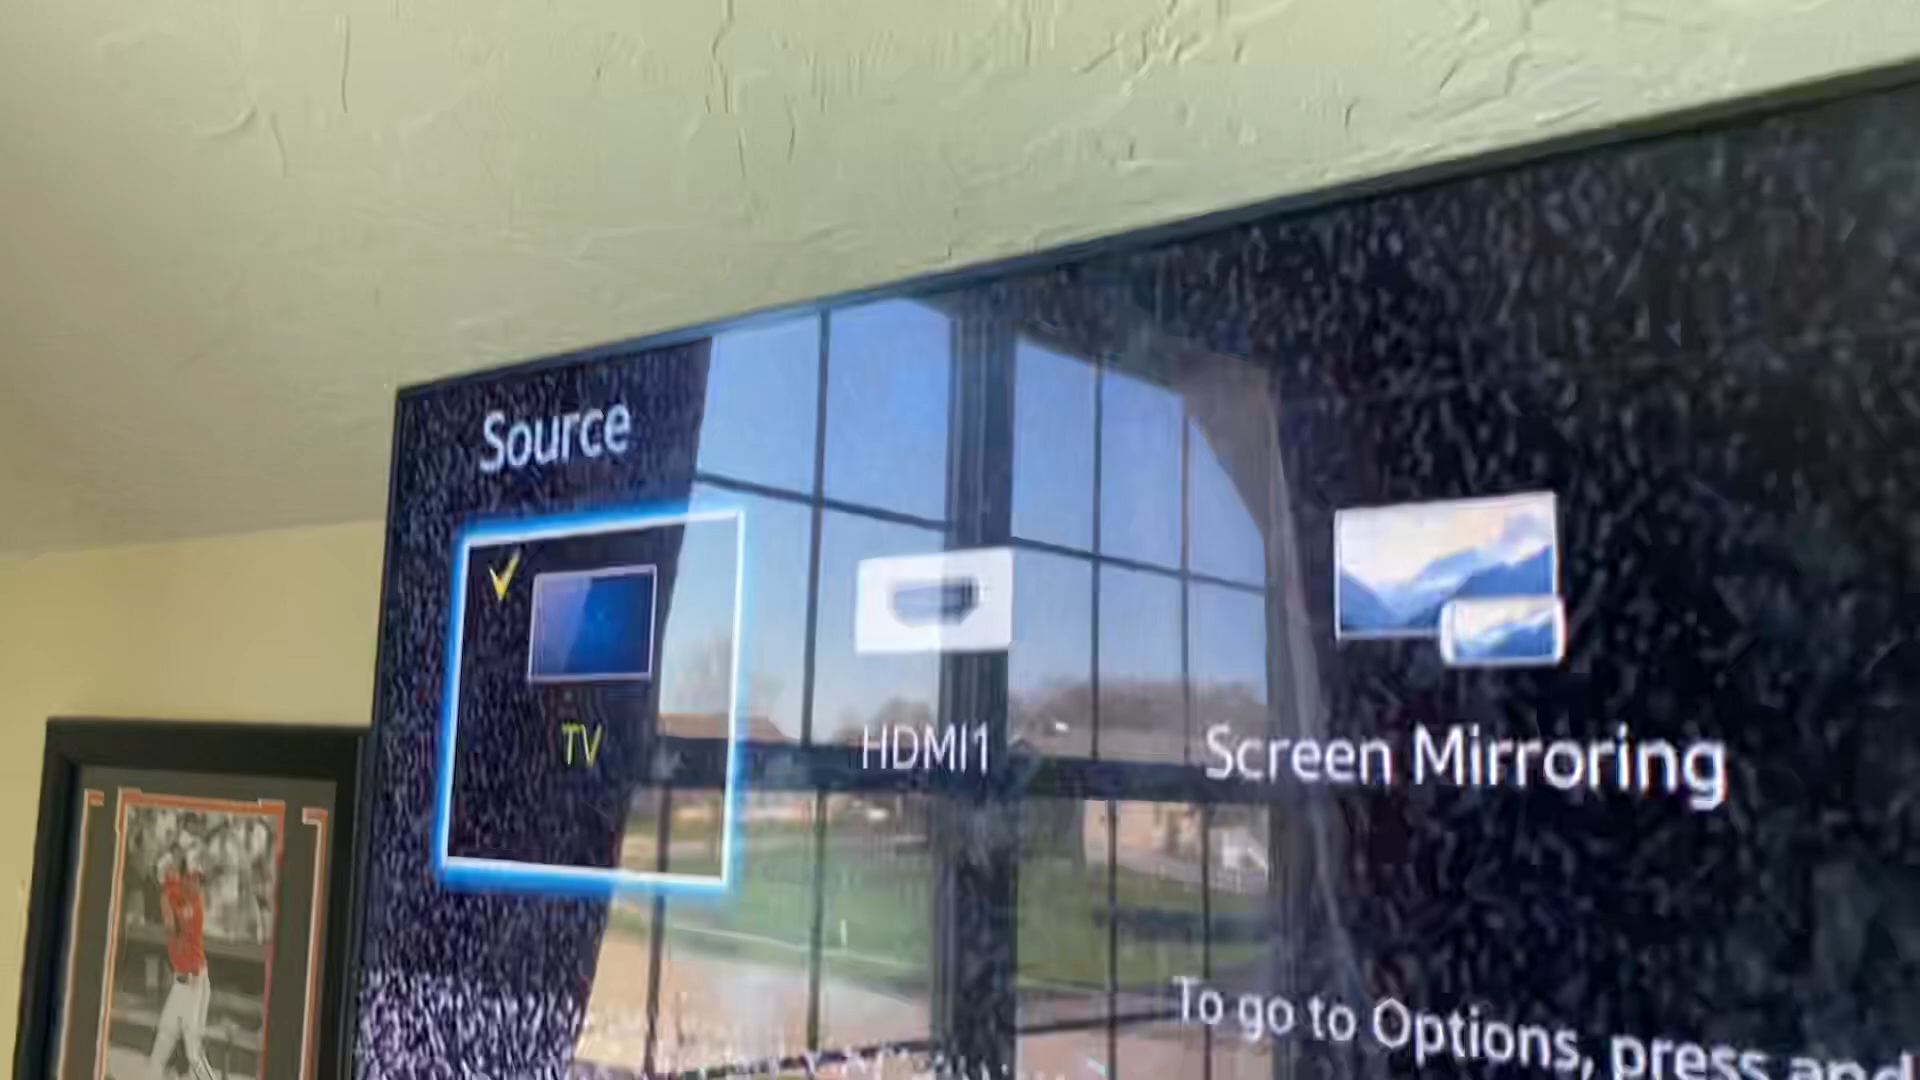 Source
TV
HDMI1
Screen Mirroring
To go to Options, press and